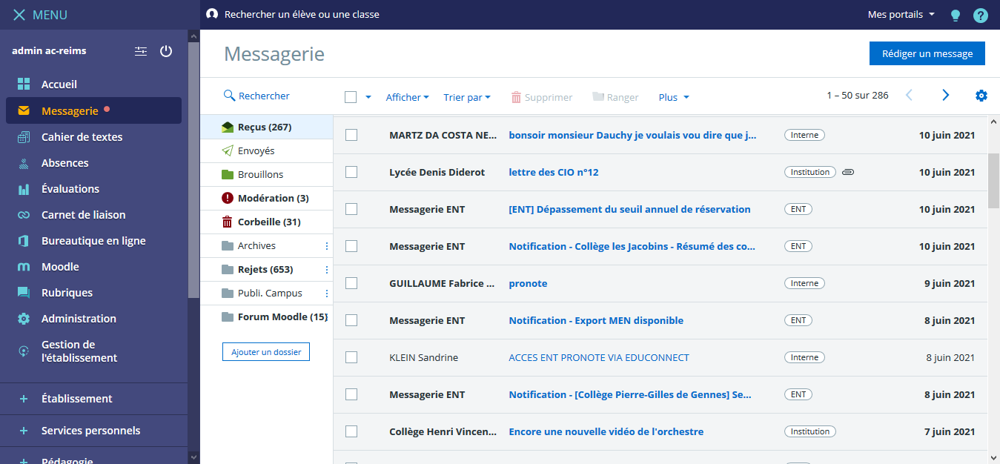 MENU
Rechercher un élève ou une classe
Mes portails
?
admin ac-reims
Accueil
Messagerie
Cahier de textes
Absences
Évaluations
Carnet de liaison
Bureautique en ligne
Moodle
Rubriques
Administration
Gestion de
l'établissement
+ Établissement
+ Services personnels
+ Pédagogie
Messagerie
Rédiger un message
Rechercher
Afficher
Trier par
Supprimer
Ranger
Plus
1 – 50 sur 286
Reçus (267)
Envoyés
Brouillons
Modération (3)
Corbeille (31)
Archives
Rejets (653)
Publi. Campus
Forum Moodle (15)
Ajouter un dossier
MARTZ DA COSTA NE... bonsoir monsieur Dauchy je voulais vou dire que j... Interne 10 juin 2021
Lycée Denis Diderot lettre des CIO n°12 Institution 10 juin 2021
Messagerie ENT [ENT] Dépassement du seuil annuel de réservation ENT 10 juin 2021
Messagerie ENT Notification - Collège les Jacobins - Résumé des co... ENT 10 juin 2021
GUILLAUME Fabrice ... pronote Interne 9 juin 2021
Messagerie ENT Notification - Export MEN disponible ENT 8 juin 2021
KLEIN Sandrine ACCES ENT PRONOTE VIA EDUCONNECT Interne 8 juin 2021
Messagerie ENT Notification - [Collège Pierre-Gilles de Gennes] Se... ENT 8 juin 2021
Collège Henri Vincen... Encore une nouvelle vidéo de l'orchestre Institution 7 juin 2021